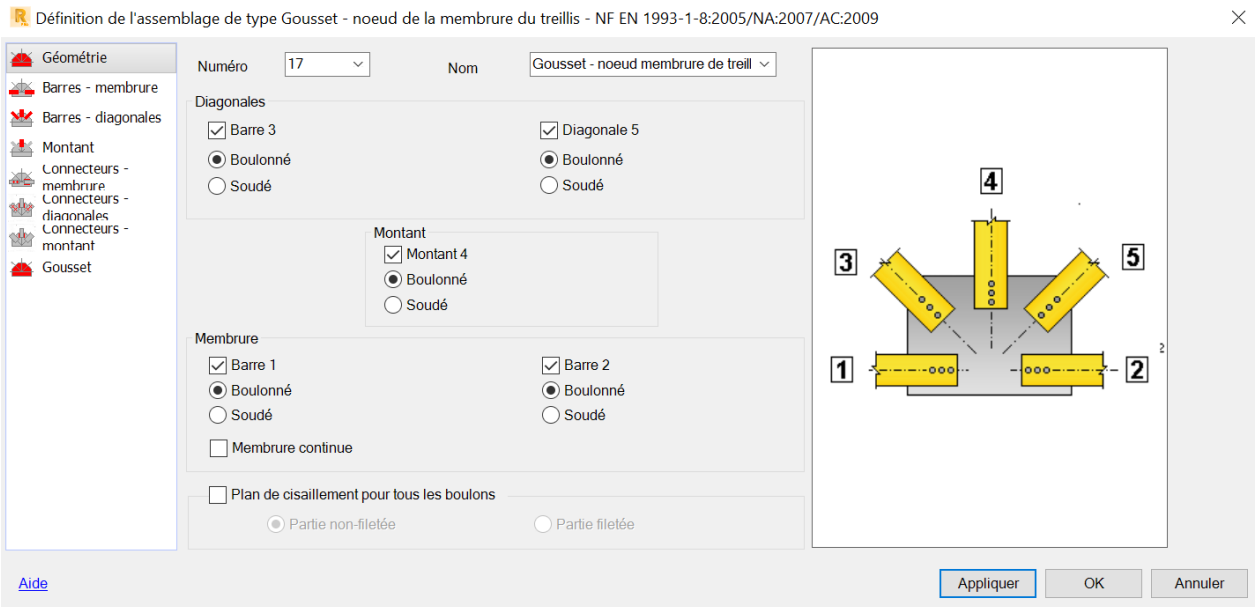 Définition de l'assemblage de type Gousset - noeud de la membrure du treillis - NF EN 1993-1-8:2005/NA:2007/AC:2009
Géométrie
Barres - membrure
Barres - diagonales
Montant
Connecteurs -
membrure
Connecteurs -
diagonales
Connecteurs -
montant
Gousset
Numéro
17
Nom
Gousset - noeud membrure de treill
Diagonales
Barre 3
Diagonale 5
Boulonné
Boulonné
Soudé
Soudé
Montant
Montant 4
Boulonné
Soudé
Membrure
Barre 1
Barre 2
Boulonné
Boulonné
Soudé
Soudé
Membrure continue
Plan de cisaillement pour tous les boulons
Partie non-filetée
Partie filetée
4
3
5
1
2
2
Aide
Appliquer
OK
Annuler